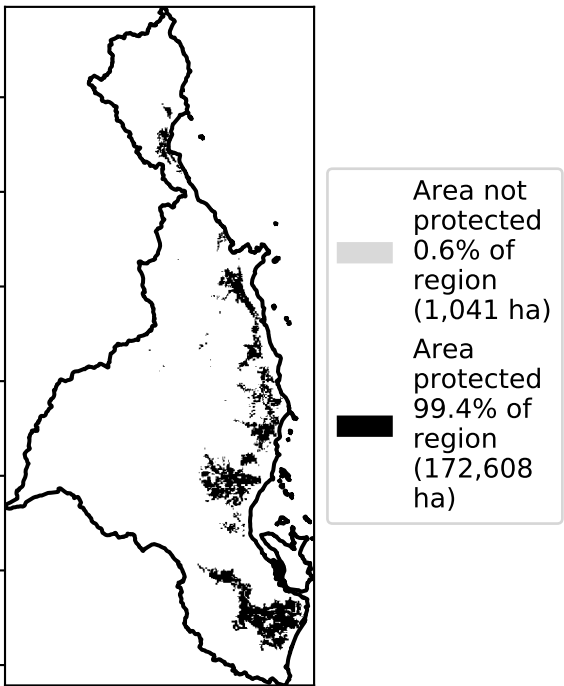 Area not
protected
0.6% of
region
(1,041 ha)
Area
protected
99.4% of
region
(172,608
ha)